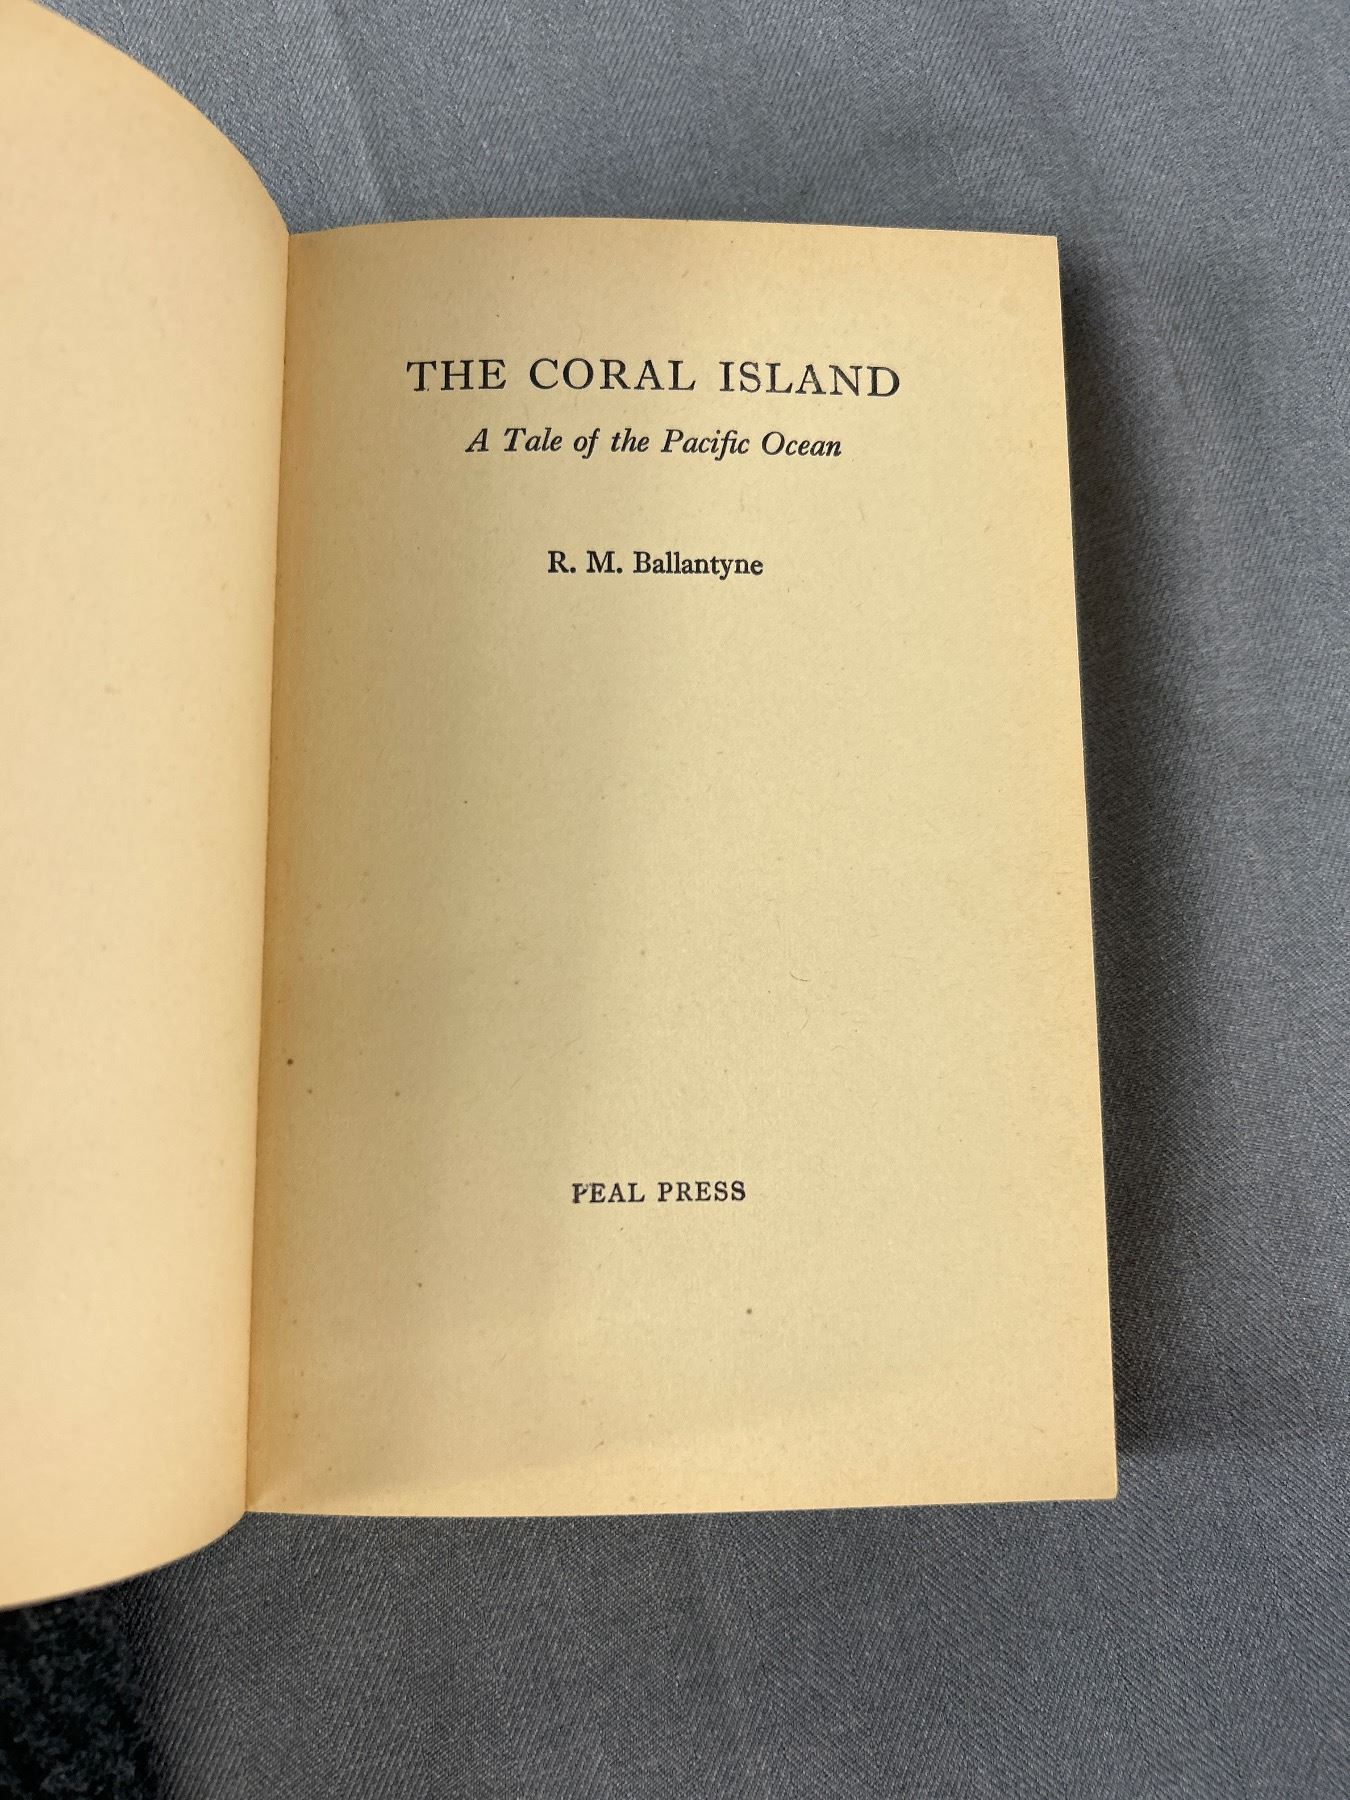 THE CORAL ISLAND
A Tale of the Pacific Ocean
R. M. Ballantyne
PEAL PRESS